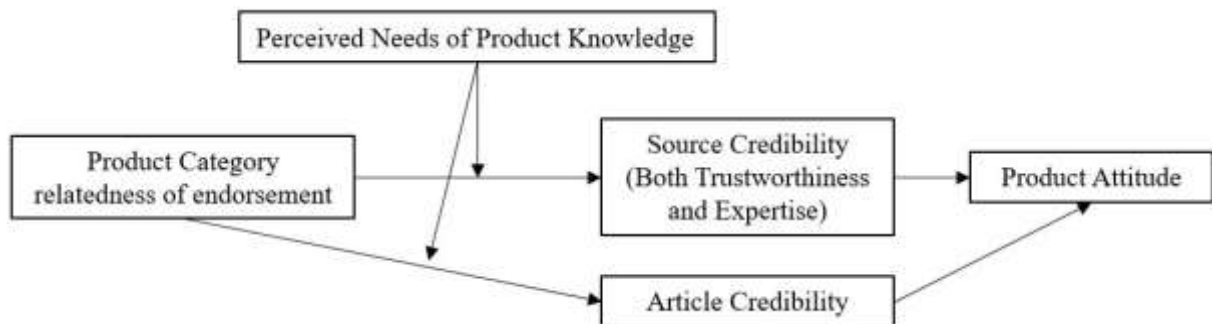 Perceived Needs of Product Knowledge
Product Category
relatedness of endorsement
Source Credibility
(Both Trustworthiness
and Expertise)
Product Attitude
Article Credibility